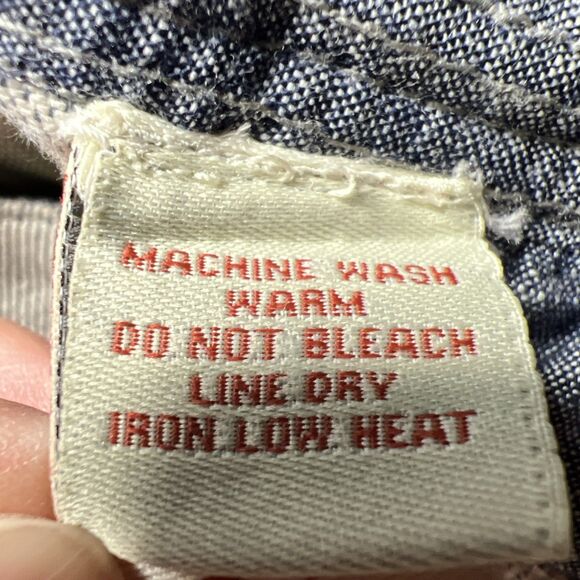 MACHINE WASH
WARM
DO NOT BLEACH
LINE DRY
IRON LOW HEAT